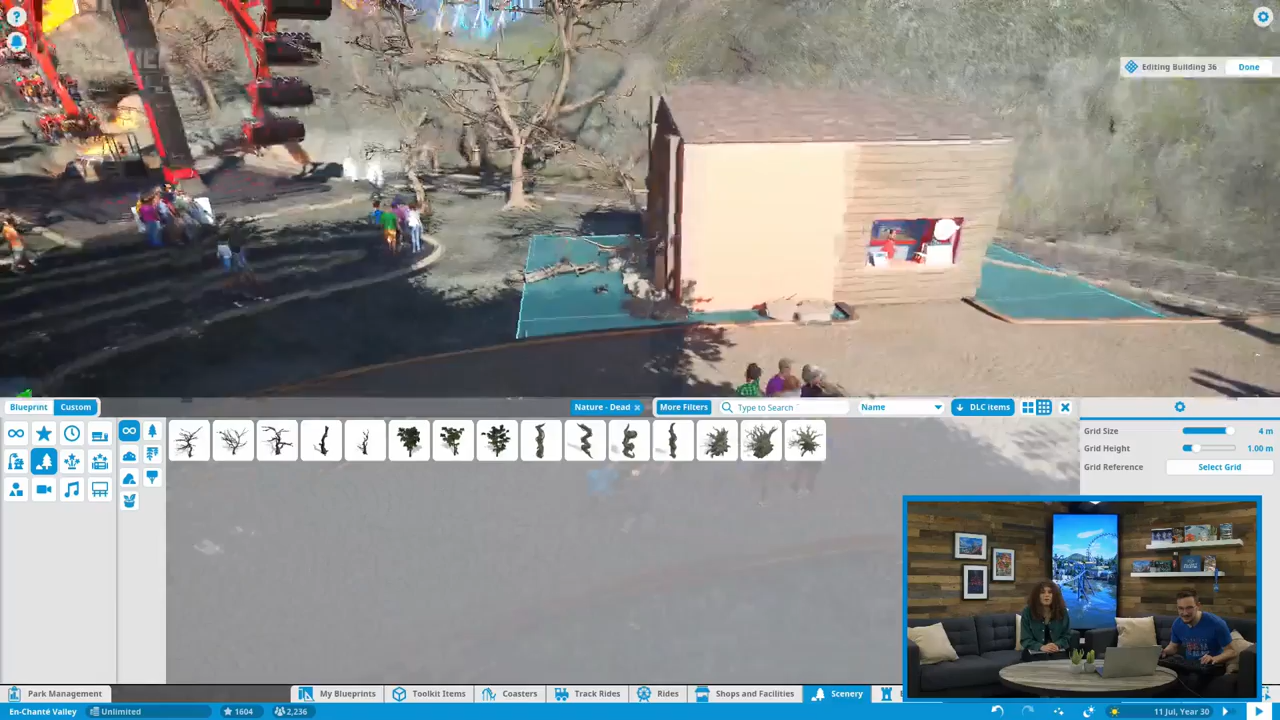 ?
Editing Building 36 Done
Blueprint Custom Nature - Dead × More Filters Type to Search Name DLC items
Grid Size 4 m
Grid Height 1.00 m
Grid Reference Select Grid
Park Management My Blueprints Toolkit Items Coasters Track Rides Rides Shops and Facilities Scenery
En-Chanté Valley Unlimited 1604 2,236 11 Jul, Year 30